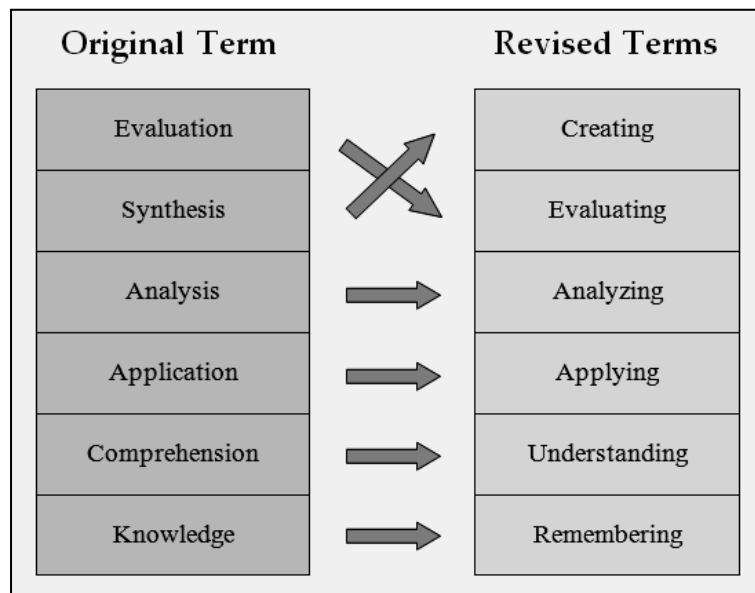 Original Term
Revised Terms
Evaluation
Creating
Synthesis
Evaluating
Analysis
Analyzing
Application
Applying
Comprehension
Understanding
Knowledge
Remembering